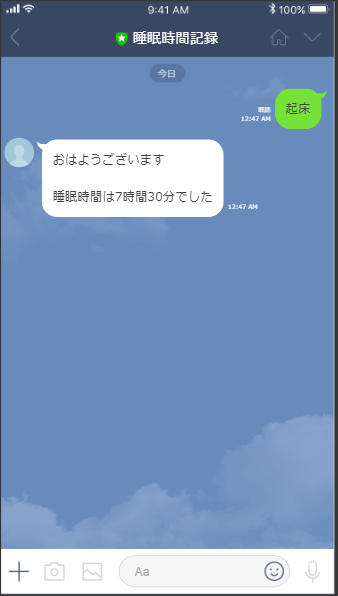 9:41 AM 100%
睡眠時間記録
今日
起床
既読
12:47 AM
おはようございます
睡眠時間は7時間30分でした
12:47 AM
Aa